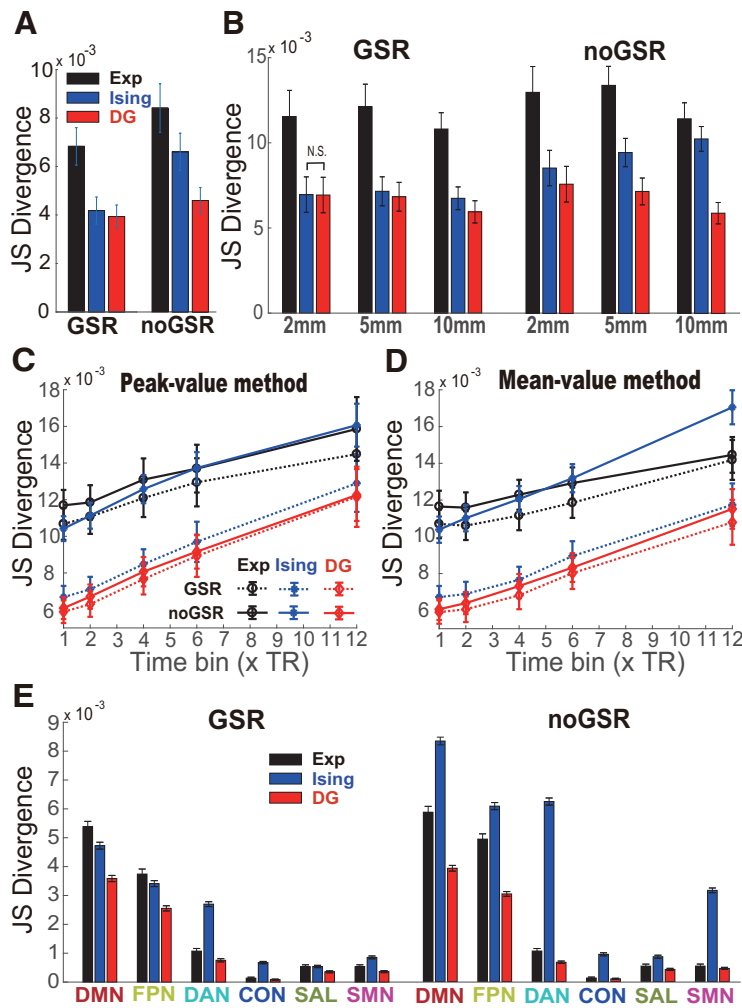 A
x 10⁻³
10
8
6
4
2
0
JS Divergence
Exp
Ising
DG
GSR
noGSR
B
x 10⁻³
15
10
5
0
JS Divergence
GSR
noGSR
N.S.
2mm 5mm 10mm 2mm 5mm 10mm
C
x 10⁻³
Peak-value method
18
16
14
12
10
8
6
JS Divergence
Exp Ising DG
GSR
noGSR
1 2 3 4 5 6 7 8 9 10 11 12
Time bin (x TR)
D
x 10⁻³
Mean-value method
18
16
14
12
10
8
6
JS Divergence
1 2 3 4 5 6 7 8 9 10 11 12
Time bin (x TR)
E
x 10⁻³
9
8
7
6
5
4
3
2
1
0
JS Divergence
GSR
noGSR
Exp
Ising
DG
DMN FPN DAN CON SAL SMN DMN FPN DAN CON SAL SMN